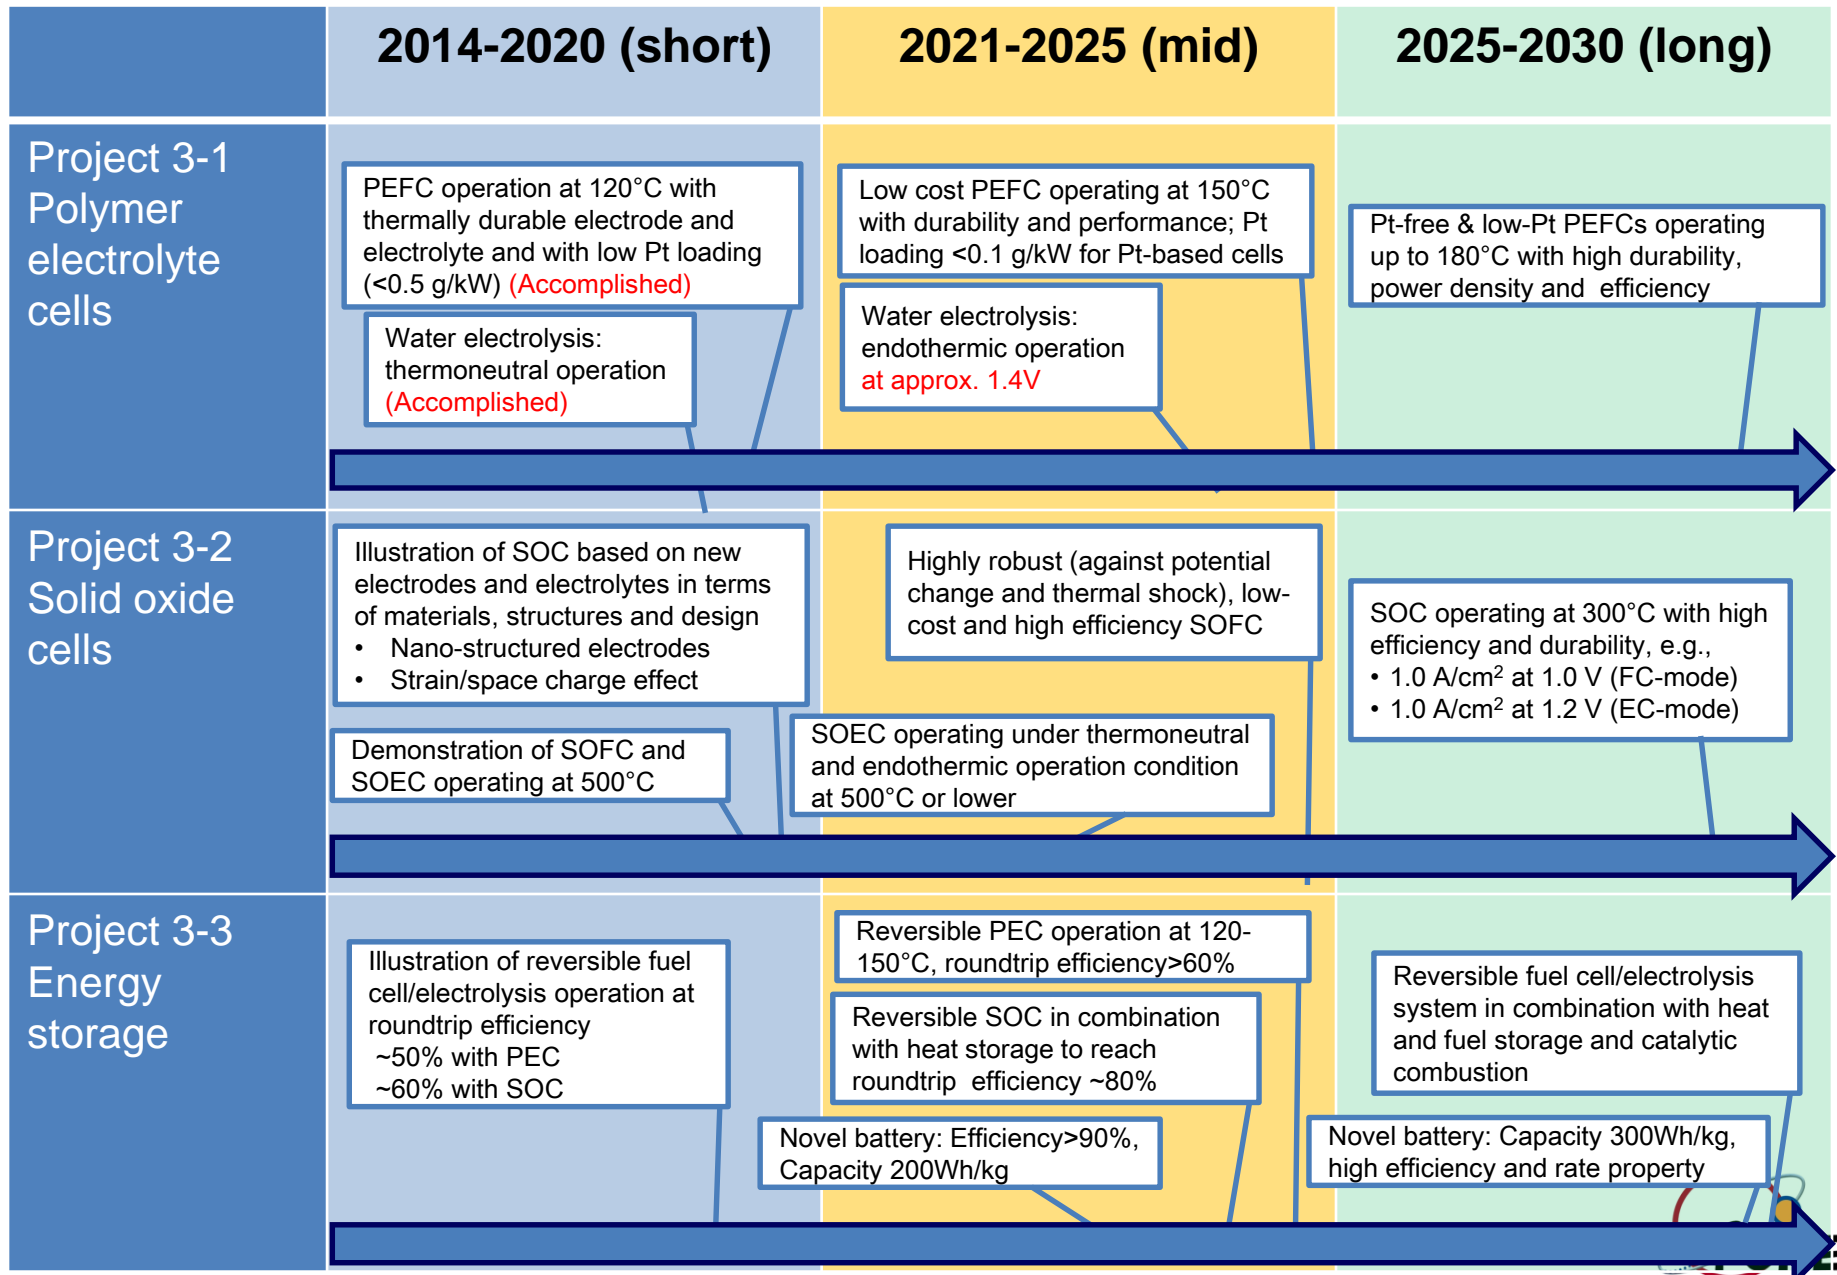 2014-2020 (short)
2021-2025 (mid)
2025-2030 (long)
Project 3-1
Polymer
electrolyte
cells
PEFC operation at 120°C with
thermally durable electrode and
electrolyte and with low Pt loading
(<0.5 g/kW) (Accomplished)
Water electrolysis:
thermoneutral operation
(Accomplished)
Low cost PEFC operating at 150°C
with durability and performance; Pt
loading <0.1 g/kW for Pt-based cells
Water electrolysis:
endothermic operation
at approx. 1.4V
Pt-free & low-Pt PEFCs operating
up to 180°C with high durability,
power density and efficiency
Project 3-2
Solid oxide
cells
Illustration of SOC based on new
electrodes and electrolytes in terms
of materials, structures and design
• Nano-structured electrodes
• Strain/space charge effect
Demonstration of SOFC and
SOEC operating at 500°C
Highly robust (against potential
change and thermal shock), low-
cost and high efficiency SOFC
SOEC operating under thermoneutral
and endothermic operation condition
at 500°C or lower
SOC operating at 300°C with high
efficiency and durability, e.g.,
• 1.0 A/cm² at 1.0 V (FC-mode)
• 1.0 A/cm² at 1.2 V (EC-mode)
Project 3-3
Energy
storage
Illustration of reversible fuel
cell/electrolysis operation at
roundtrip efficiency
~50% with PEC
~60% with SOC
Reversible PEC operation at 120-
150°C, roundtrip efficiency>60%
Reversible SOC in combination
with heat storage to reach
roundtrip efficiency ~80%
Novel battery: Efficiency>90%,
Capacity 200Wh/kg
Reversible fuel cell/electrolysis
system in combination with heat
and fuel storage and catalytic
combustion
Novel battery: Capacity 300Wh/kg,
high efficiency and rate property